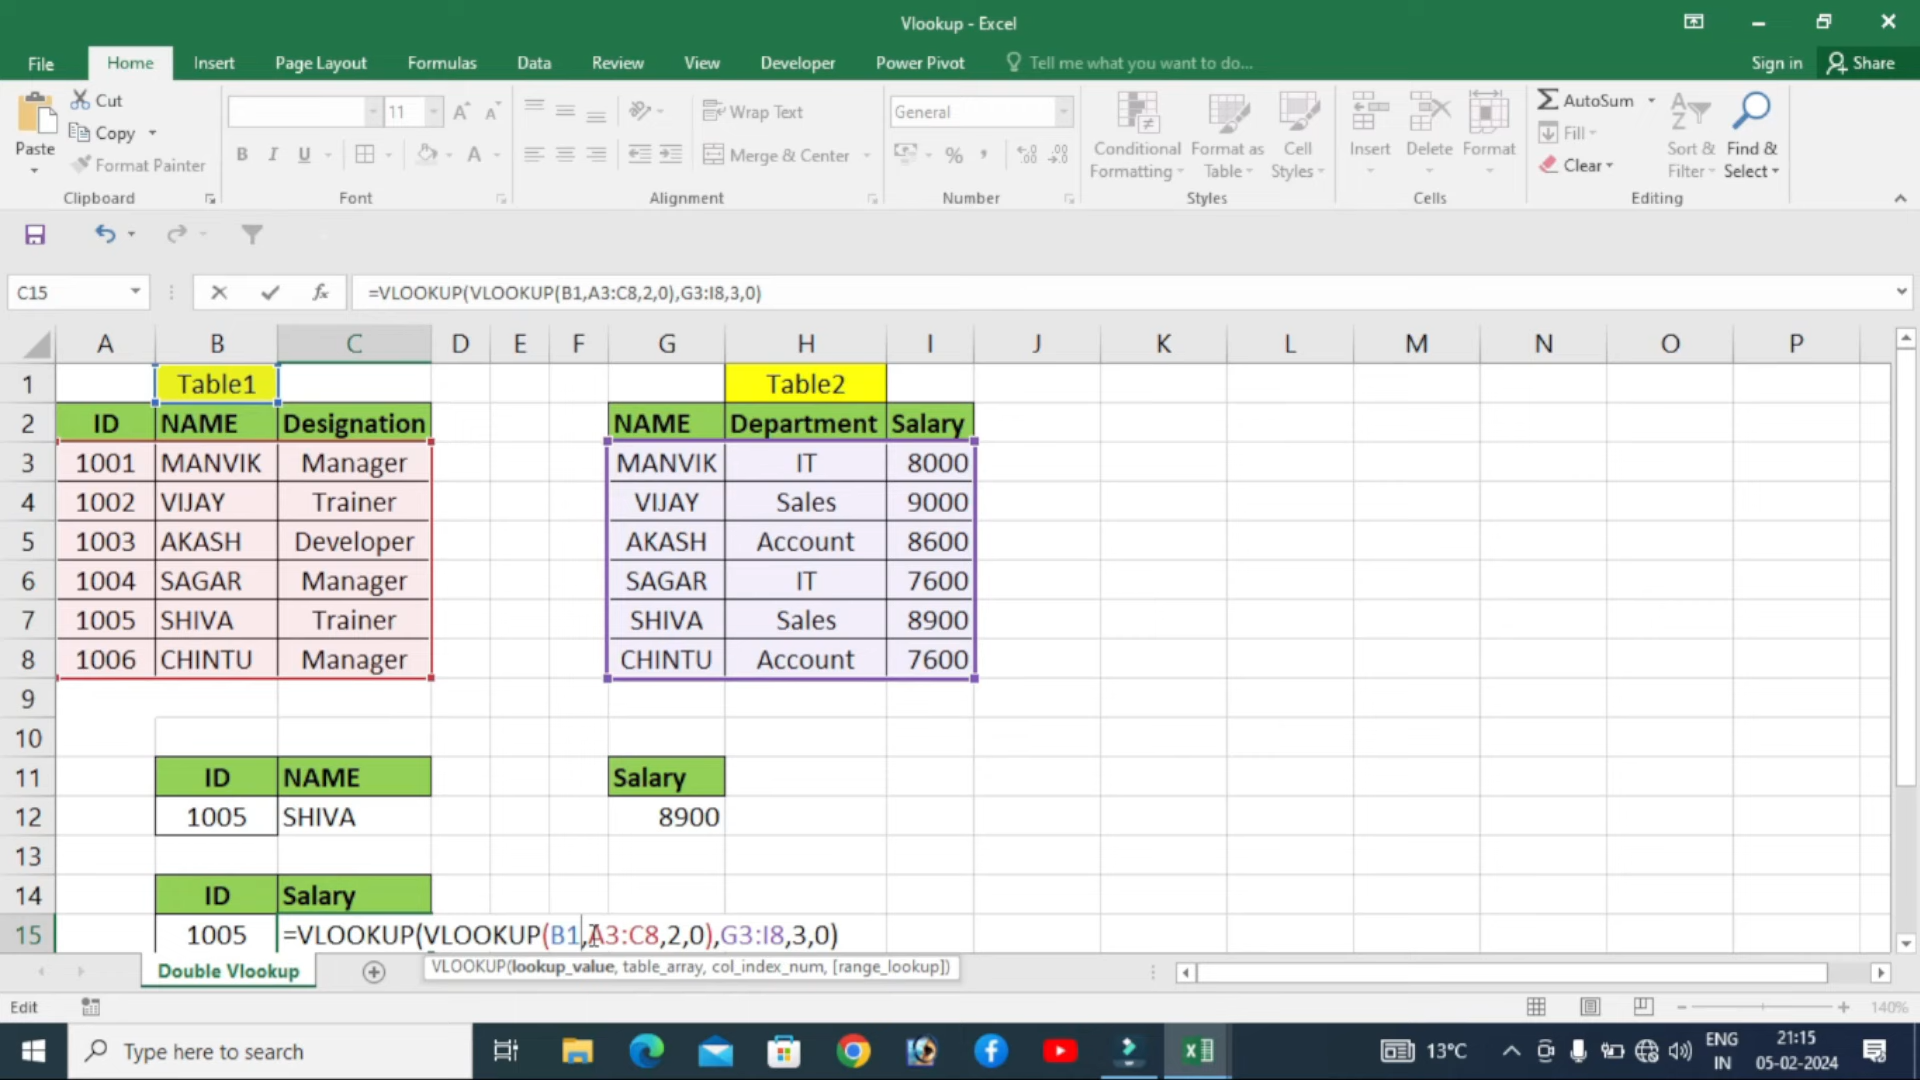 Vlookup - Excel
File Home Insert Page Layout Formulas Data Review View Developer Power Pivot Tell me what you want to do... Sign in Share
Paste Cut Copy Format Painter Clipboard
11 B I U Font
Wrap Text Merge & Center Alignment
General % , Number
Conditional Formatting Format as Table Cell Styles Styles
Insert Delete Format Cells
AutoSum Fill Clear Sort & Filter Find & Select Editing
C15 fx =VLOOKUP(VLOOKUP(B1,A3:C8,2,0),G3:I8,3,0)
A B C D E F G H I J K L M N O P
1 Table1 Table2
2 ID NAME Designation NAME Department Salary
3 1001 MANVIK Manager MANVIK IT 8000
4 1002 VIJAY Trainer VIJAY Sales 9000
5 1003 AKASH Developer AKASH Account 8600
6 1004 SAGAR Manager SAGAR IT 7600
7 1005 SHIVA Trainer SHIVA Sales 8900
8 1006 CHINTU Manager CHINTU Account 7600
9
10
11 ID NAME Salary
12 1005 SHIVA 8900
13
14 ID Salary
15 1005 =VLOOKUP(VLOOKUP(B1,A3:C8,2,0),G3:I8,3,0)
Double Vlookup VLOOKUP(lookup_value, table_array, col_index_num, [range_lookup])
Edit 140%
Type here to search 13°C ENG IN 21:15 05-02-2024